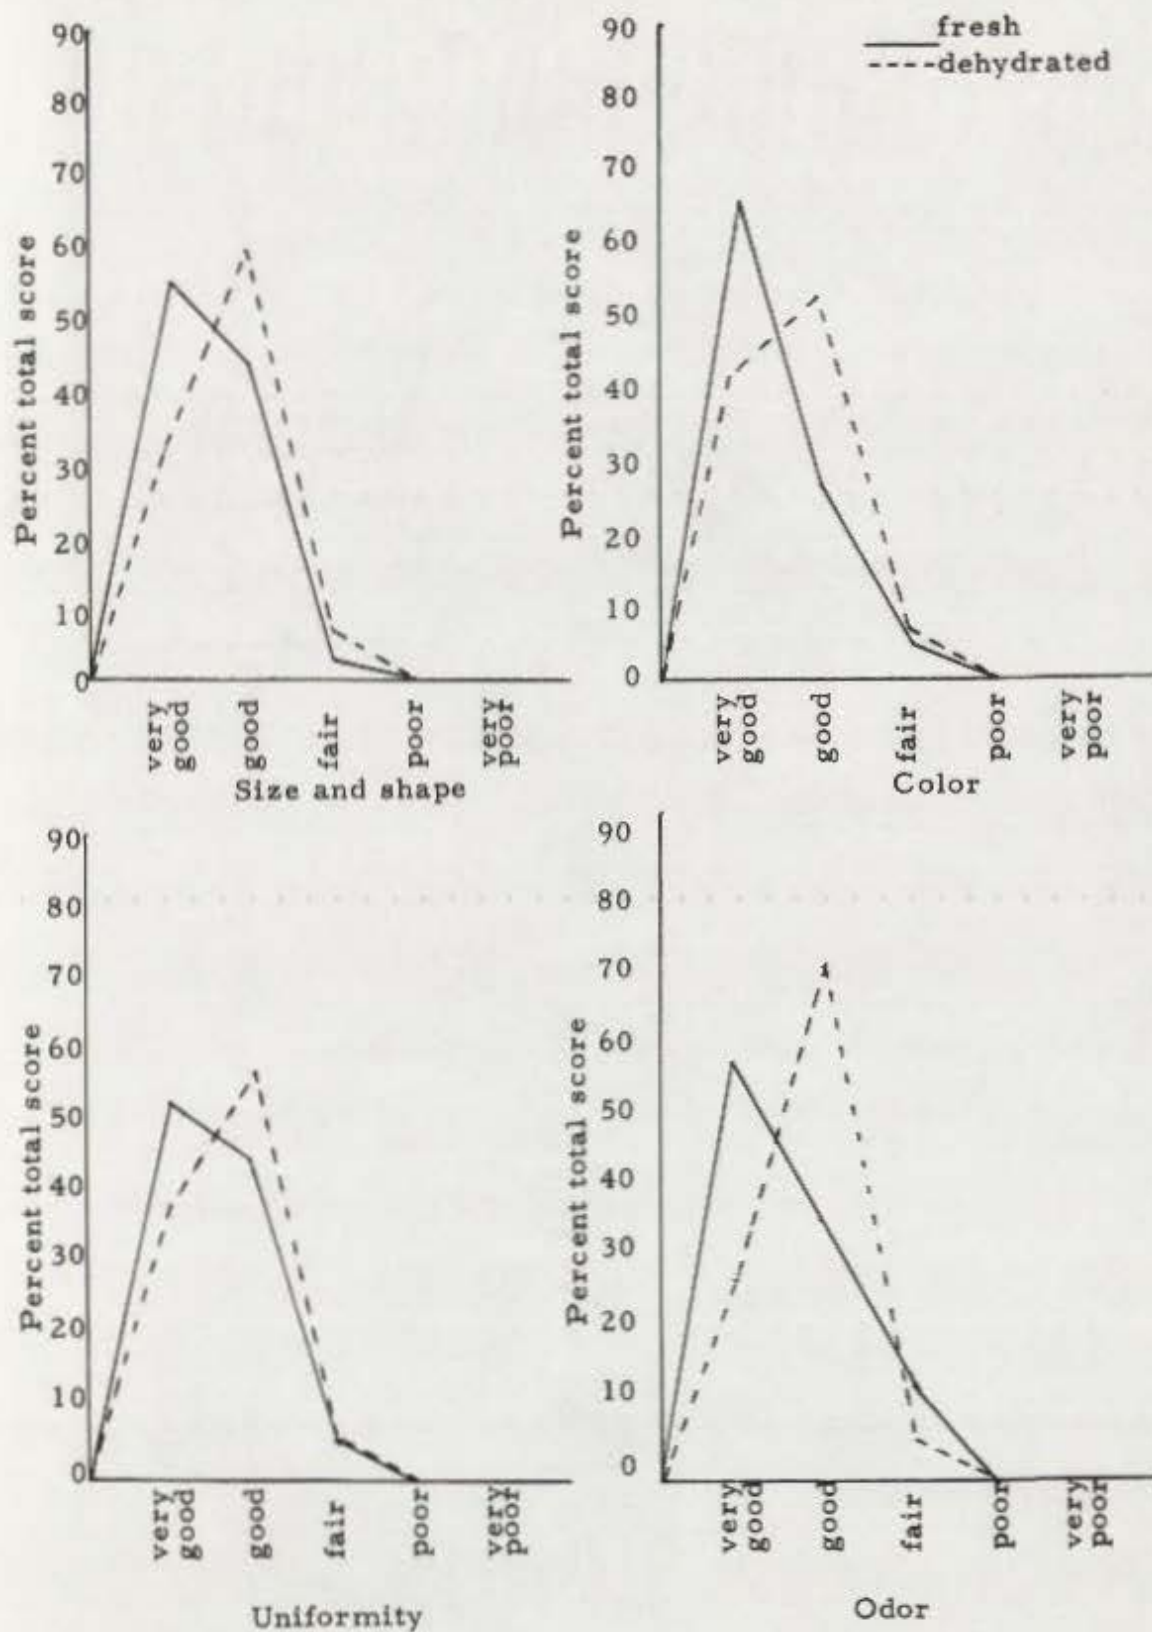 fresh
dehydrated
Percent total score
90
80
70
60
50
40
30
20
10
0
very good
good
fair
poor
very poor
Size and shape
Percent total score
90
80
70
60
50
40
30
20
10
0
very good
good
fair
poor
very poor
Color
Percent total score
90
80
70
60
50
40
30
20
10
0
very good
good
fair
poor
very poor
Uniformity
Percent total score
90
80
70
60
50
40
30
20
10
0
very good
good
fair
poor
very poor
Odor